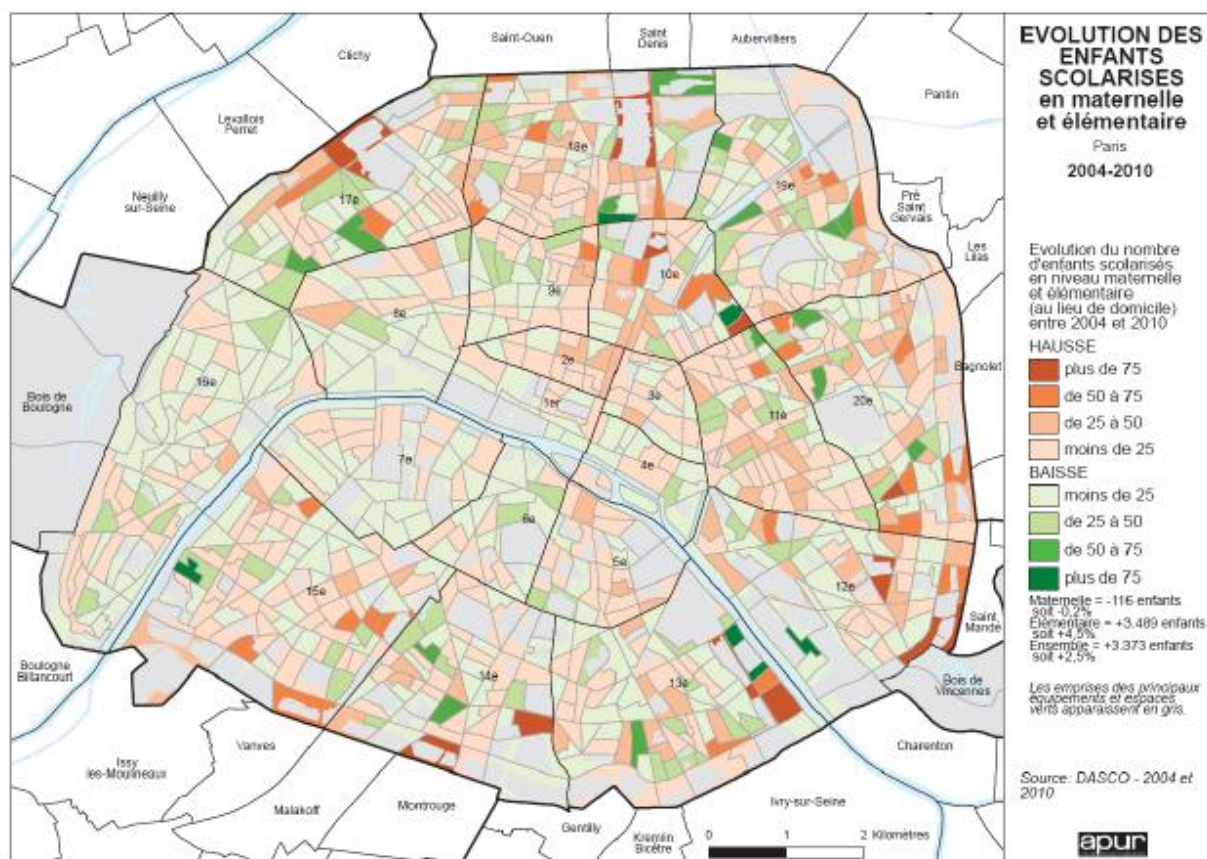 EVOLUTION DES
ENFANTS
SCOLARISES
en maternelle
et élémentaire
Paris
2004-2010
Evolution du nombre
d'enfants scolarisés
en niveau maternelle
et élémentaire
(au lieu de domicile)
entre 2004 et 2010
HAUSSE
plus de 75
de 50 à 75
de 25 à 50
moins de 25
BAISSE
moins de 25
de 25 à 50
de 50 à 75
plus de 75
Maternelle = -116 enfants
soit -0,2%
Elémentaire = +3.489 enfants
soit +4,5%
Ensemble = +3.373 enfants
soit +2,5%
Les emprises des principaux
équipements et espaces
verts apparaissent en gris.
Source: DASCO - 2004 et
2010
apur
Saint-Ouen
Saint
Denis
Aubervilliers
Clichy
Pantin
Levallois
Perret
Neuilly
sur-Seine
Pré
Saint
Gervais
Les
Lilas
Bagnolet
Bois de
Boulogne
Saint
Mandé
Bois de
Vincennes
Boulogne
Billancourt
Charenton
Issy
les-Moulineaux
Vanves
Malakoff
Montrouge
Gentilly
Kremlin
Bicêtre
Ivry-sur-Seine
18e
19e
17e
10e
9e
8e
2e
3e
1er
16e
11e
20e
4e
7e
6e
5e
12e
15e
14e
13e
0 1 2 Kilomètres